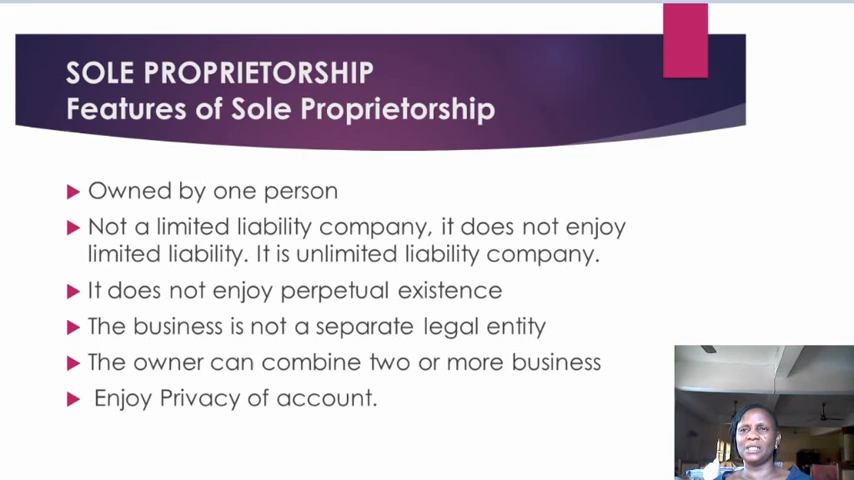 SOLE PROPRIETORSHIP
Features of Sole Proprietorship
Owned by one person
Not a limited liability company, it does not enjoy
limited liability. It is unlimited liability company.
It does not enjoy perpetual existence
The business is not a separate legal entity
The owner can combine two or more business
Enjoy Privacy of account.